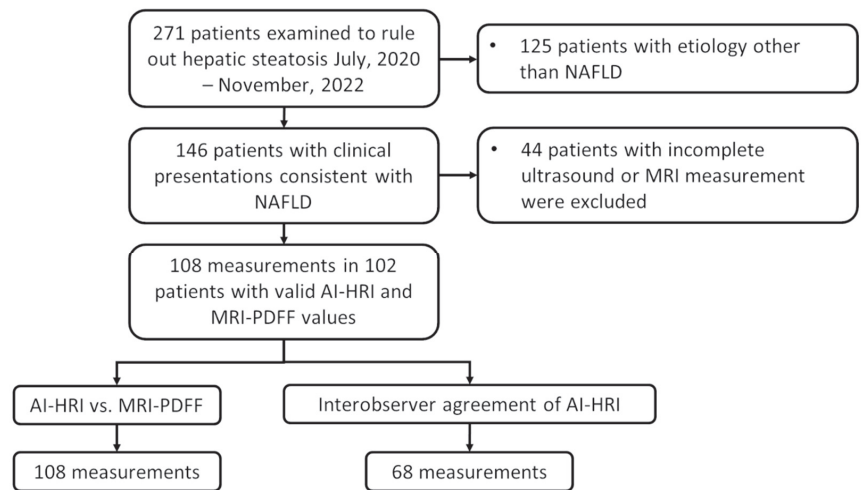 271 patients examined to rule
out hepatic steatosis July, 2020
– November, 2022
• 125 patients with etiology other
than NAFLD
146 patients with clinical
presentations consistent with
NAFLD
• 44 patients with incomplete
ultrasound or MRI measurement
were excluded
108 measurements in 102
patients with valid AI-HRI and
MRI-PDFF values
AI-HRI vs. MRI-PDFF
Interobserver agreement of AI-HRI
108 measurements
68 measurements